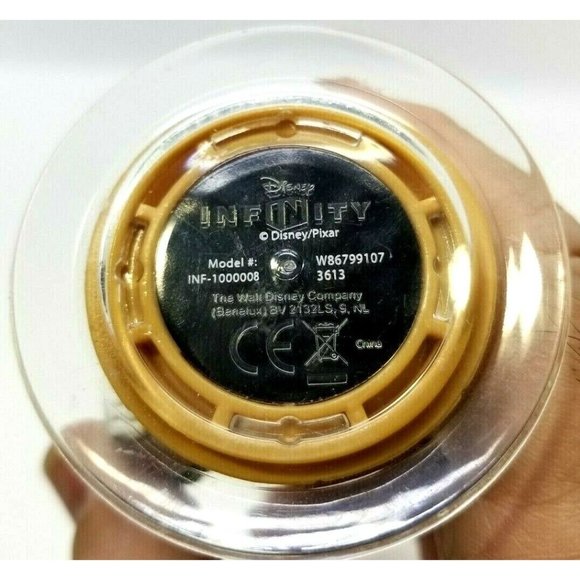 Disney
INFINITY
© Disney/Pixar
Model #: W86799107
INF-1000008 3613
The Walt Disney Company
(Benelux) BV 2132LS, 9, NL
CE
China